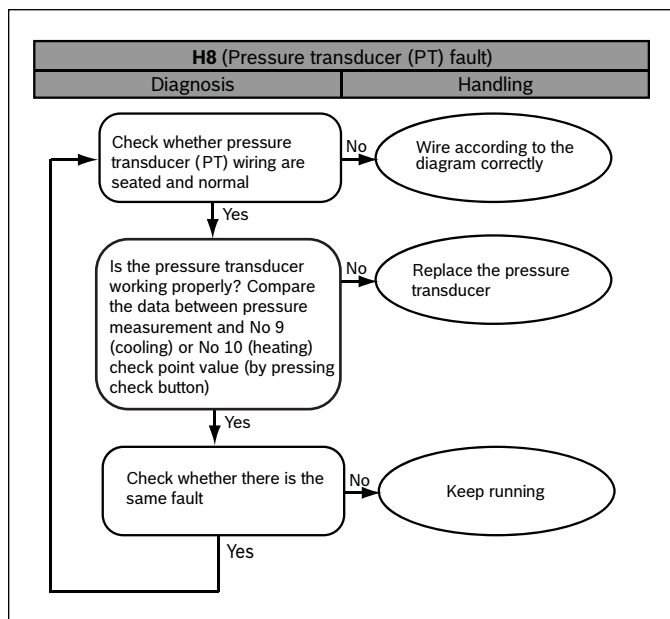 H8 (Pressure transducer (PT) fault)
Diagnosis
Handling
Check whether pressure
transducer (PT) wiring are
seated and normal
No
Wire according to the
diagram correctly
Yes
Is the pressure transducer
working properly? Compare
the data between pressure
measurement and No 9
(cooling) or No 10 (heating)
check point value (by pressing
check button)
No
Replace the pressure
transducer
Yes
Check whether there is the
same fault
No
Keep running
Yes